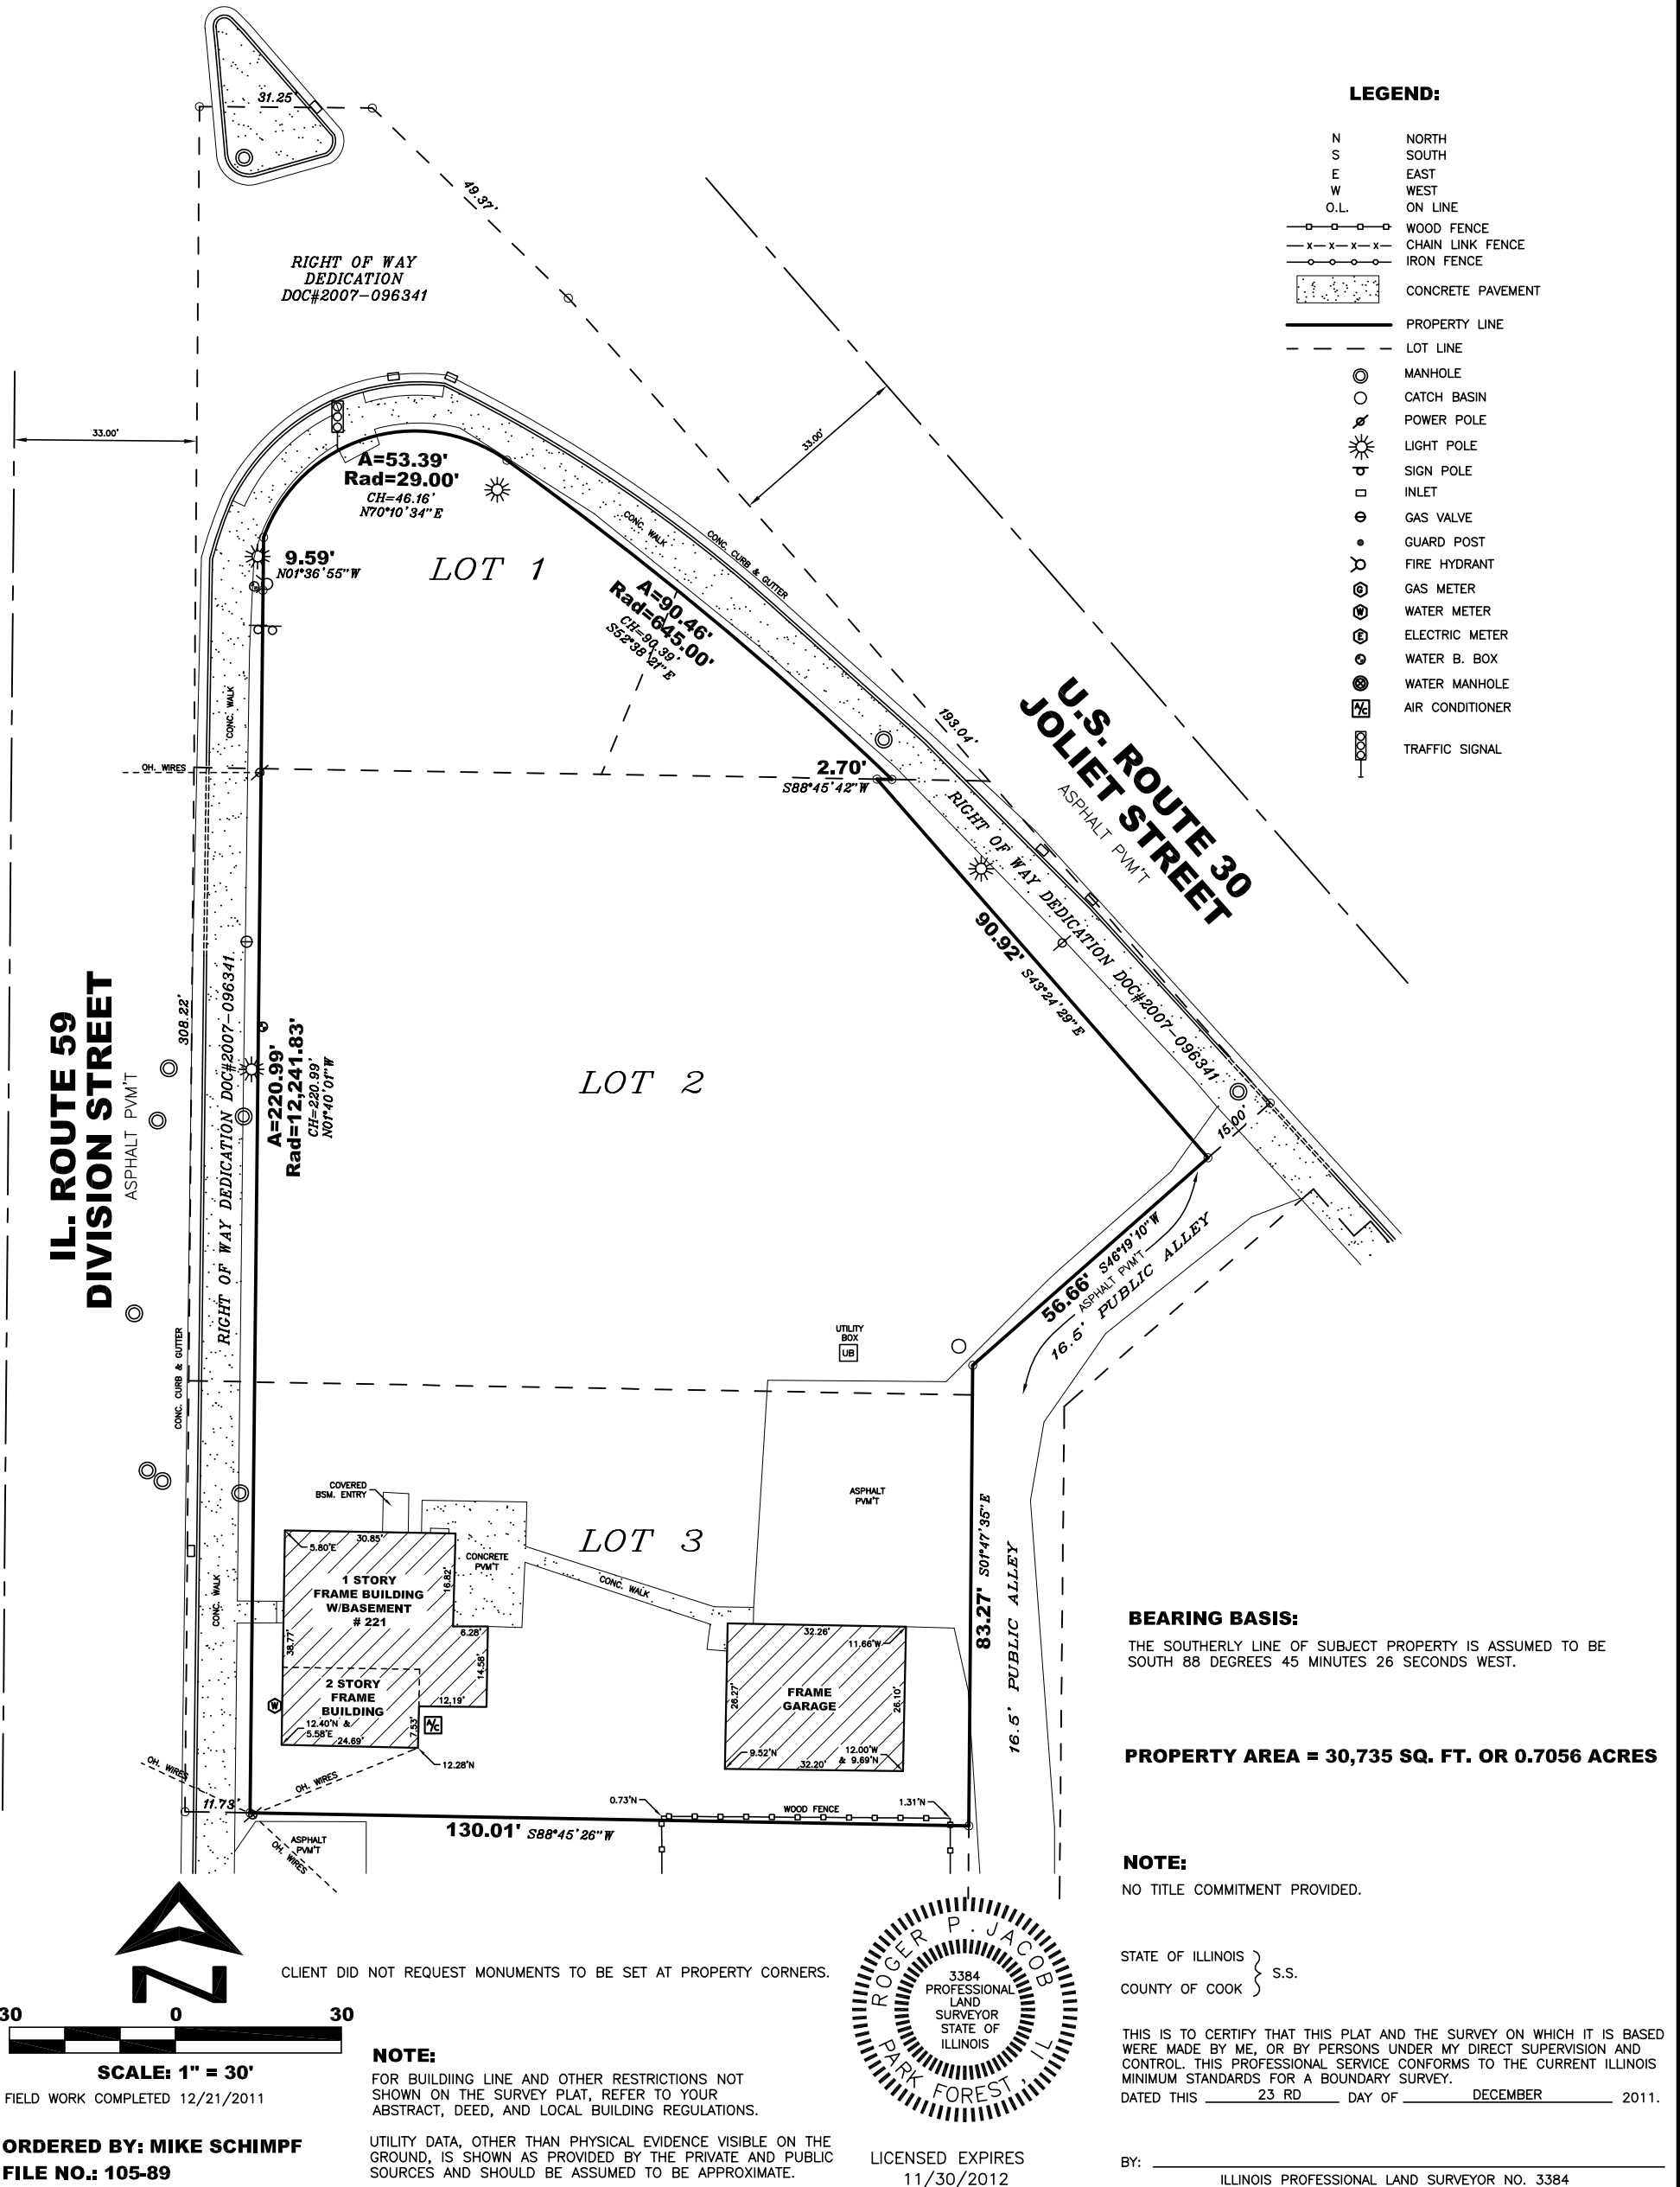 31.25'
49.37'
RIGHT OF WAY
DEDICATION
DOC#2007-096341
33.00'
33.00'
A=53.39'
Rad=29.00'
CH=46.16'
N70°10'34"E
9.59'
N01°36'55"W
LOT 1
CONC. WALK
CONC. CURB & GUTTER
A=90.46'
Rad=645.00'
CH=90.39'
S52°38'21"E
CONC. WALK
OH. WIRES
193.04'
2.70'
S88°45'42"W
U.S. ROUTE 30
JOLIET STREET
ASPHALT PVM'T
RIGHT OF WAY DEDICATION DOC#2007-096341
90.92' S43°24'29"E
15.00'
IL. ROUTE 59
DIVISION STREET
ASPHALT PVM'T
308.22'
RIGHT OF WAY DEDICATION DOC#2007-096341
A=220.99'
Rad=12,241.83'
CH=220.99'
N01°40'01"W
LOT 2
56.66' S46°19'10"W
ASPHALT PVM'T
16.5' PUBLIC ALLEY
UTILITY
BOX
UB
CONC. CURB & GUTTER
COVERED
BSM. ENTRY
ASPHALT
PVM'T
LOT 3
83.27' S01°47'35"E
16.5' PUBLIC ALLEY
30.85'
5.80'E
CONCRETE
PVM'T
16.82'
1 STORY
FRAME BUILDING
W/BASEMENT
# 221
CONC. WALK
CONC. WALK
6.28'
38.77'
14.58'
2 STORY
FRAME
BUILDING
12.19'
W
A/C
12.40'N &
5.58'E
24.69'
7.53'
12.28'N
32.26'
11.66'W
26.27'
FRAME
GARAGE
26.10'
9.52'N
12.00'W
& 9.69'N
32.20'
OH. WIRES
OH. WIRES
11.73'
0.73'N
WOOD FENCE
1.31'N
130.01' S88°45'26"W
ASPHALT
PVM'T
OH. WIRES
LEGEND:
N NORTH
S SOUTH
E EAST
W WEST
O.L. ON LINE
WOOD FENCE
x x x x CHAIN LINK FENCE
IRON FENCE
CONCRETE PAVEMENT
PROPERTY LINE
LOT LINE
MANHOLE
CATCH BASIN
POWER POLE
LIGHT POLE
SIGN POLE
INLET
GAS VALVE
GUARD POST
FIRE HYDRANT
G GAS METER
W WATER METER
E ELECTRIC METER
WATER B. BOX
WATER MANHOLE
A/C AIR CONDITIONER
TRAFFIC SIGNAL
BEARING BASIS:
THE SOUTHERLY LINE OF SUBJECT PROPERTY IS ASSUMED TO BE
SOUTH 88 DEGREES 45 MINUTES 26 SECONDS WEST.
PROPERTY AREA = 30,735 SQ. FT. OR 0.7056 ACRES
NOTE:
NO TITLE COMMITMENT PROVIDED.
STATE OF ILLINOIS
COUNTY OF COOK
S.S.
THIS IS TO CERTIFY THAT THIS PLAT AND THE SURVEY ON WHICH IT IS BASED
WERE MADE BY ME, OR BY PERSONS UNDER MY DIRECT SUPERVISION AND
CONTROL. THIS PROFESSIONAL SERVICE CONFORMS TO THE CURRENT ILLINOIS
MINIMUM STANDARDS FOR A BOUNDARY SURVEY.
DATED THIS 23 RD DAY OF DECEMBER 2011.
BY:
ILLINOIS PROFESSIONAL LAND SURVEYOR NO. 3384
N
CLIENT DID NOT REQUEST MONUMENTS TO BE SET AT PROPERTY CORNERS.
30 0 30
SCALE: 1" = 30'
FIELD WORK COMPLETED 12/21/2011
ORDERED BY: MIKE SCHIMPF
FILE NO.: 105-89
NOTE:
FOR BUILDING LINE AND OTHER RESTRICTIONS NOT
SHOWN ON THE SURVEY PLAT, REFER TO YOUR
ABSTRACT, DEED, AND LOCAL BUILDING REGULATIONS.
UTILITY DATA, OTHER THAN PHYSICAL EVIDENCE VISIBLE ON THE
GROUND, IS SHOWN AS PROVIDED BY THE PRIVATE AND PUBLIC
SOURCES AND SHOULD BE ASSUMED TO BE APPROXIMATE.
ROGER P. JACOB
3384
PROFESSIONAL
LAND
SURVEYOR
STATE OF
ILLINOIS
PARK FOREST, IL
LICENSED EXPIRES
11/30/2012